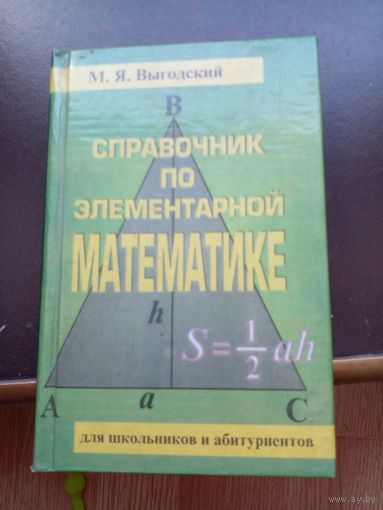 М. Я. Выгодский
B
СПРАВОЧНИК
ПО
ЭЛЕМЕНТАРНОЙ
МАТЕМАТИКЕ
h
S = 1/2 ah
A a C
для школьников и абитуриентов
www.ay.by